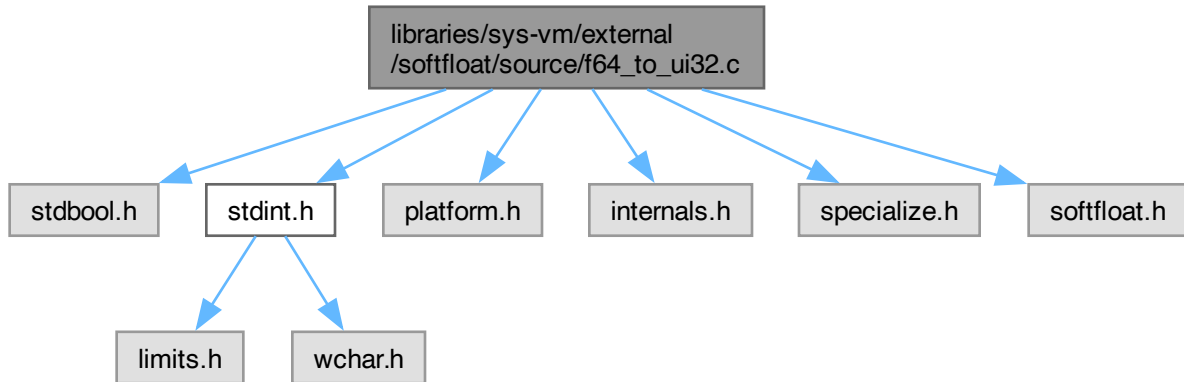 libraries/sys-vm/external
/softfloat/source/f64_to_ui32.c
stdbool.h
stdint.h
platform.h
internals.h
specialize.h
softfloat.h
limits.h
wchar.h